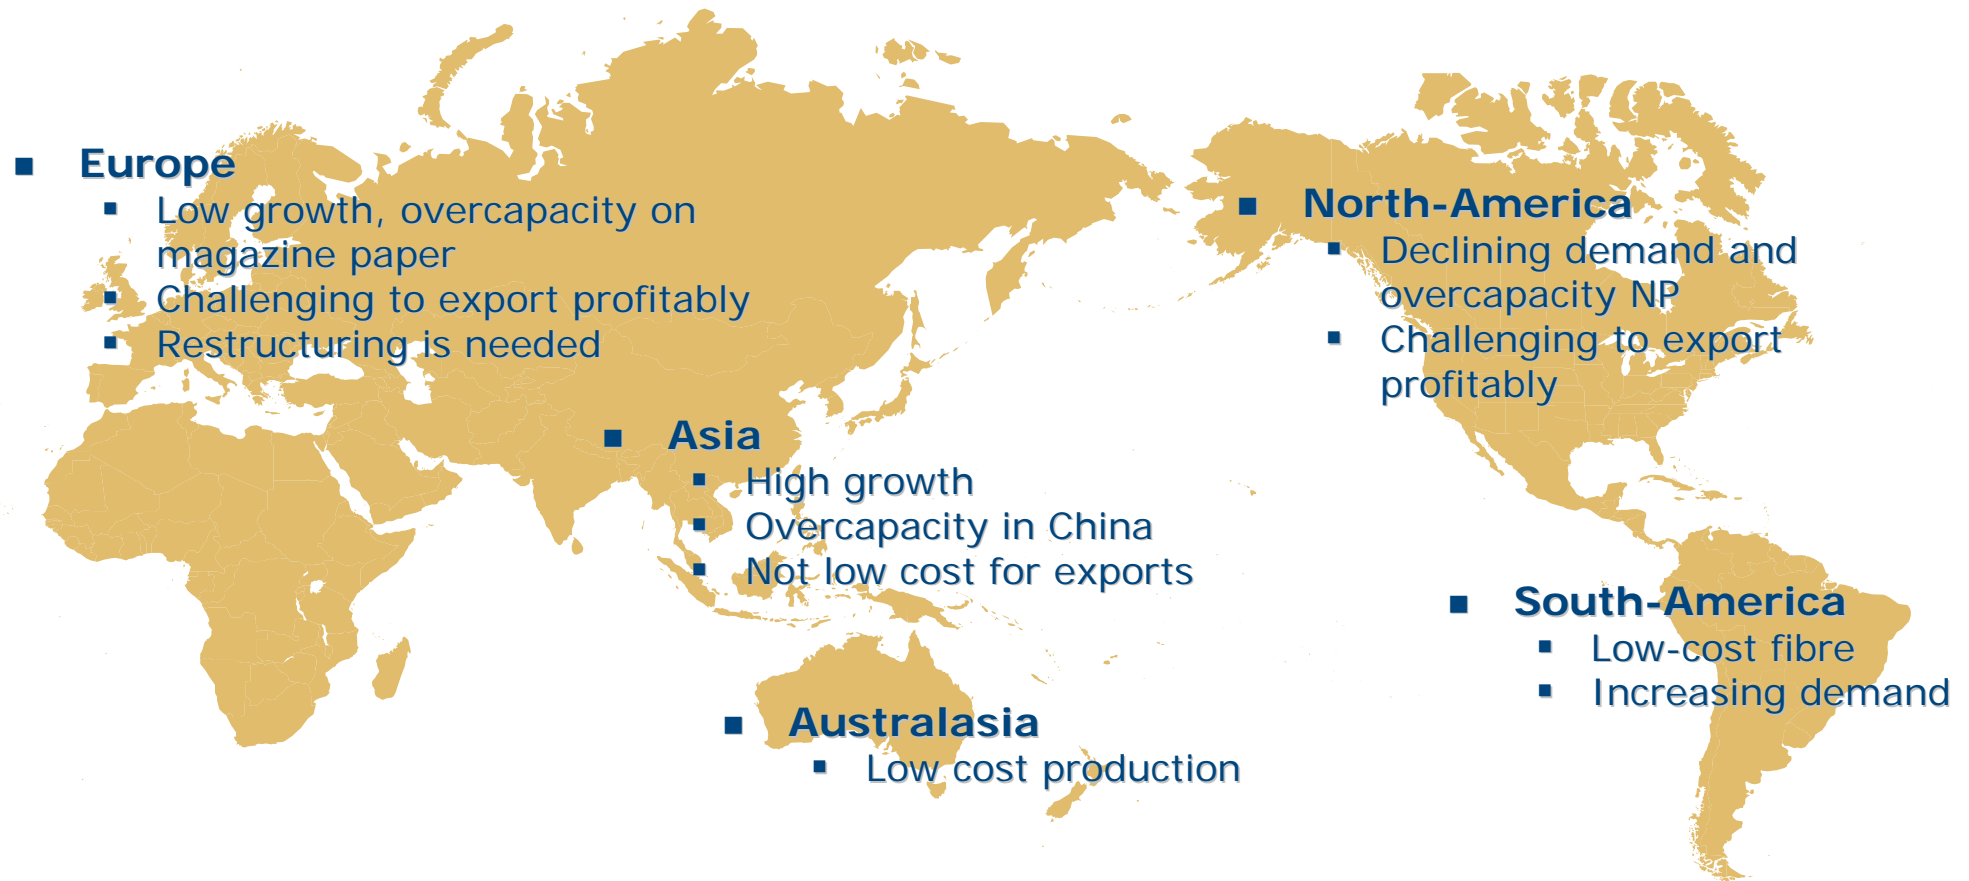 ■ Europe
▪ Low growth, overcapacity on
magazine paper
▪ Challenging to export profitably
▪ Restructuring is needed
■ North-America
▪ Declining demand and
overcapacity NP
▪ Challenging to export
profitably
■ Asia
▪ High growth
▪ Overcapacity in China
▪ Not low cost for exports
■ South-America
▪ Low-cost fibre
▪ Increasing demand
■ Australasia
▪ Low cost production